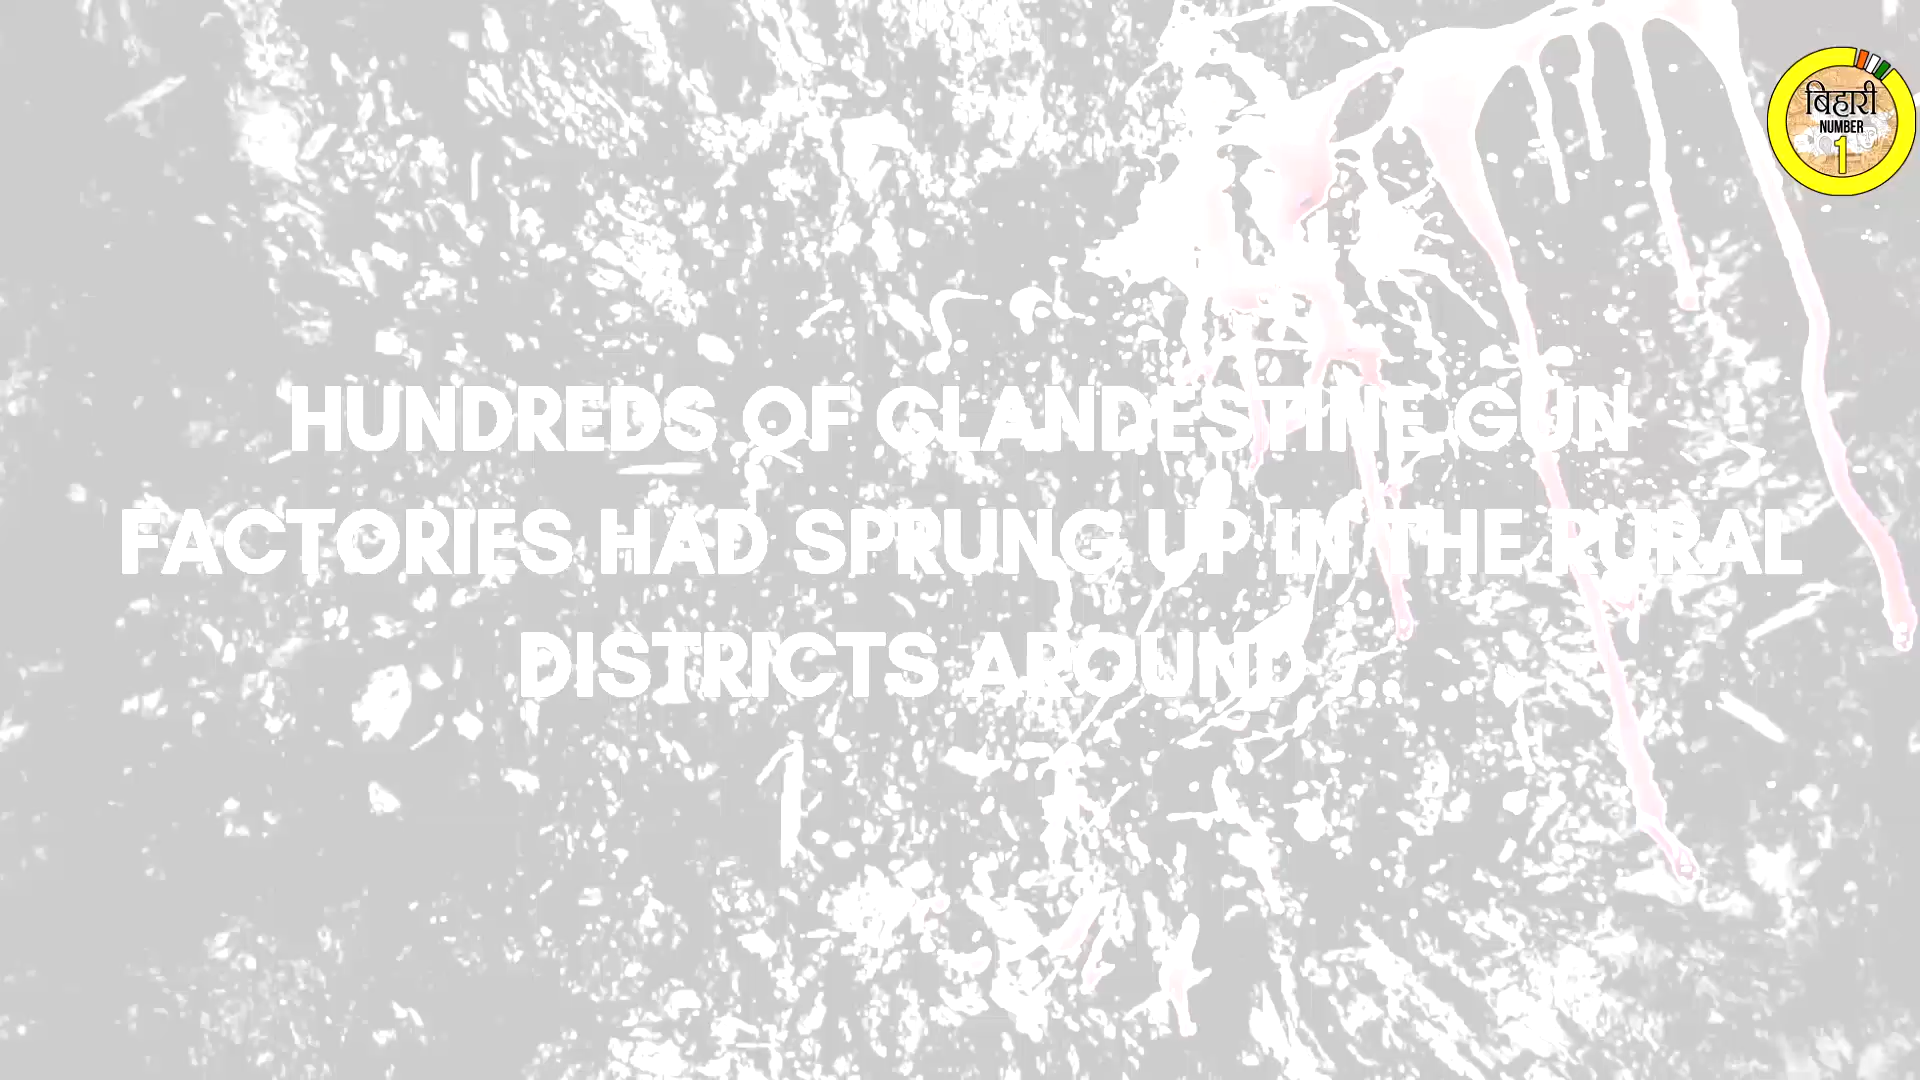 बिहारी
NUMBER
1
HUNDREDS OF CLANDESTINE GUN
FACTORIES HAD SPRUNG UP IN THE RURAL
DISTRICTS AROUND...